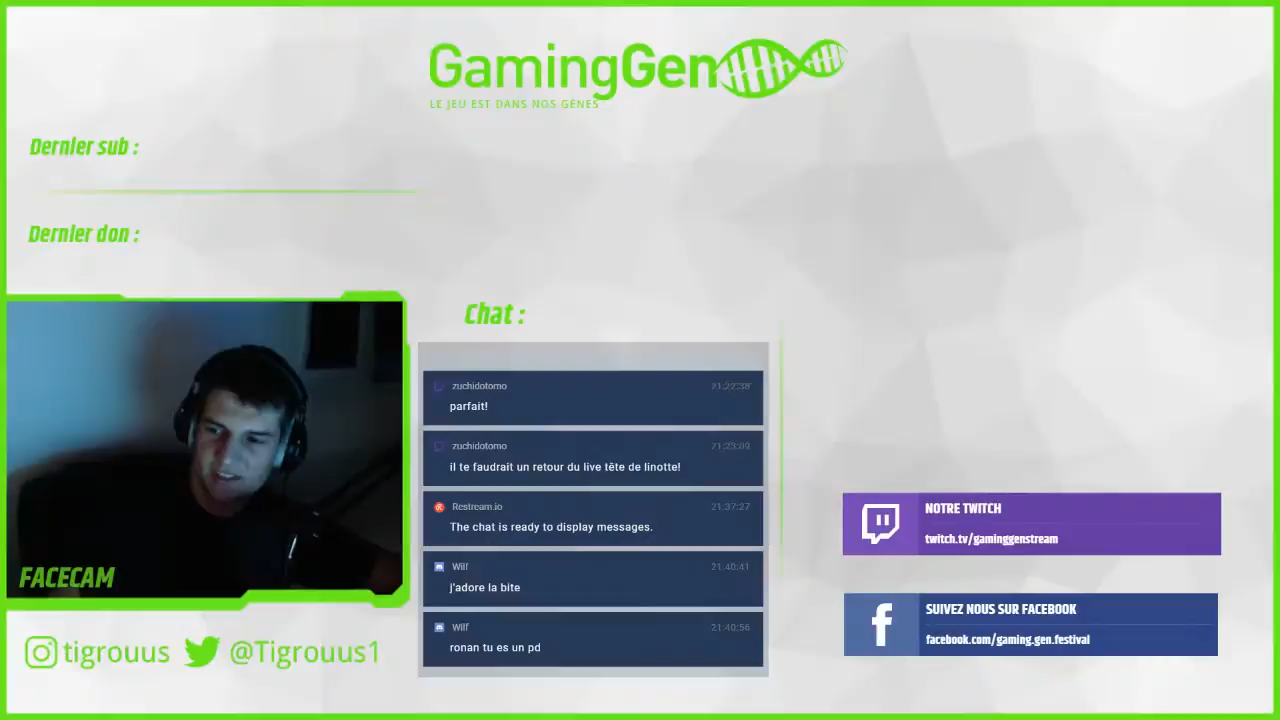 GamingGen
LE JEU EST DANS NOS GÈNES
Dernier sub :
Dernier don :
Chat :
zuchidotomo 21:22:38
parfait!
zuchidotomo 21:23:09
il te faudrait un retour du live tête de linotte!
Restream.io 21:37:27
The chat is ready to display messages.
Wilf 21:40:41
j'adore la bite
Wilf 21:40:56
ronan tu es un pd
FACECAM
tigrouus @Tigrouus1
NOTRE TWITCH
twitch.tv/gaminggenstream
SUIVEZ NOUS SUR FACEBOOK
facebook.com/gaming.gen.festival